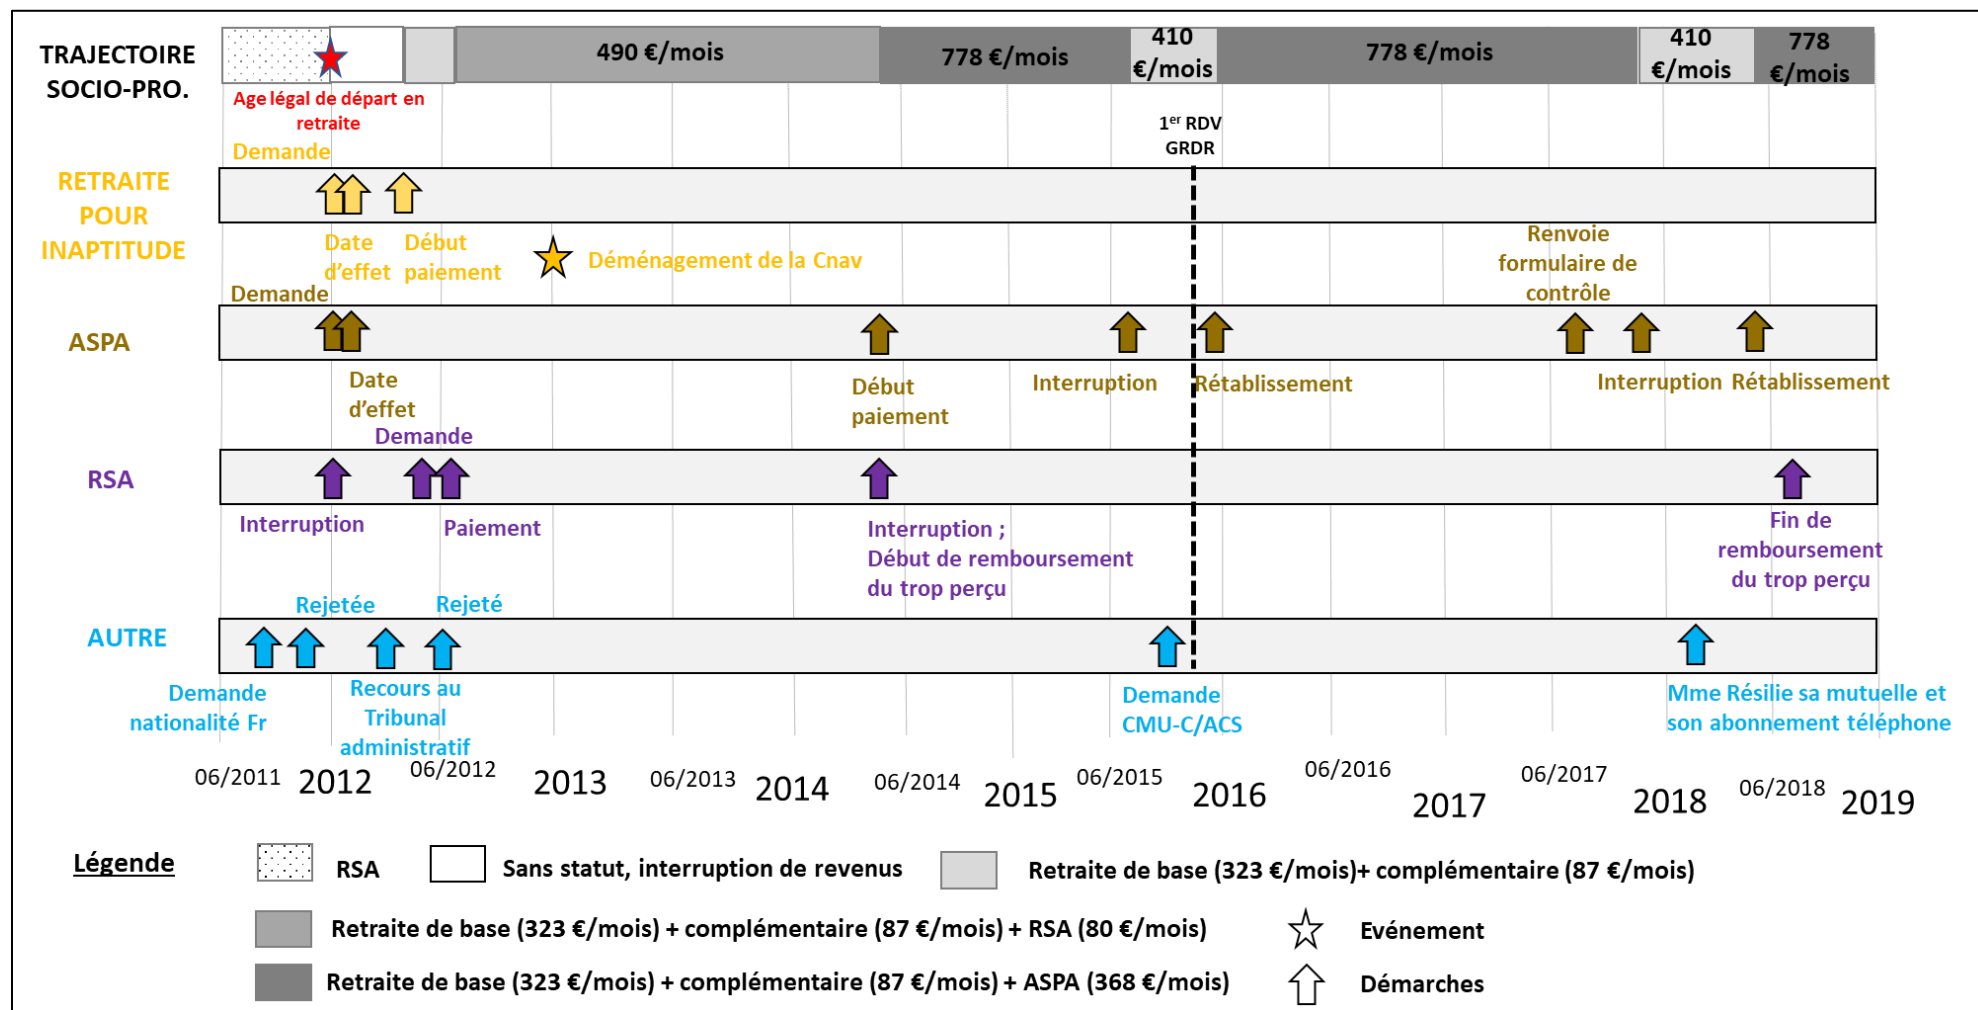 TRAJECTOIRE
SOCIO-PRO.
490 €/mois
778 €/mois
410
€/mois
778 €/mois
410
€/mois
778
€/mois
Age légal de départ en
retraite
1er RDV
GRDR
Demande
RETRAITE
POUR
INAPTITUDE
Date
d'effet
Début
paiement
Déménagement de la Cnav
Renvoie
formulaire de
contrôle
Demande
ASPA
Date
d'effet
Début
paiement
Interruption
Rétablissement
Interruption
Rétablissement
Demande
RSA
Interruption
Paiement
Interruption ;
Début de remboursement
du trop perçu
Fin de
remboursement
du trop perçu
Rejetée
Rejeté
AUTRE
Demande
nationalité Fr
Recours au
Tribunal
administratif
Demande
CMU-C/ACS
Mme Résilie sa mutuelle et
son abonnement téléphone
06/2011
2012
06/2012
2013
06/2013
2014
06/2014
2015
06/2015
2016
06/2016
2017
06/2017
2018
06/2018
2019
Légende
RSA
Sans statut, interruption de revenus
Retraite de base (323 €/mois)+ complémentaire (87 €/mois)
Retraite de base (323 €/mois) + complémentaire (87 €/mois) + RSA (80 €/mois)
Evénement
Retraite de base (323 €/mois) + complémentaire (87 €/mois) + ASPA (368 €/mois)
Démarches